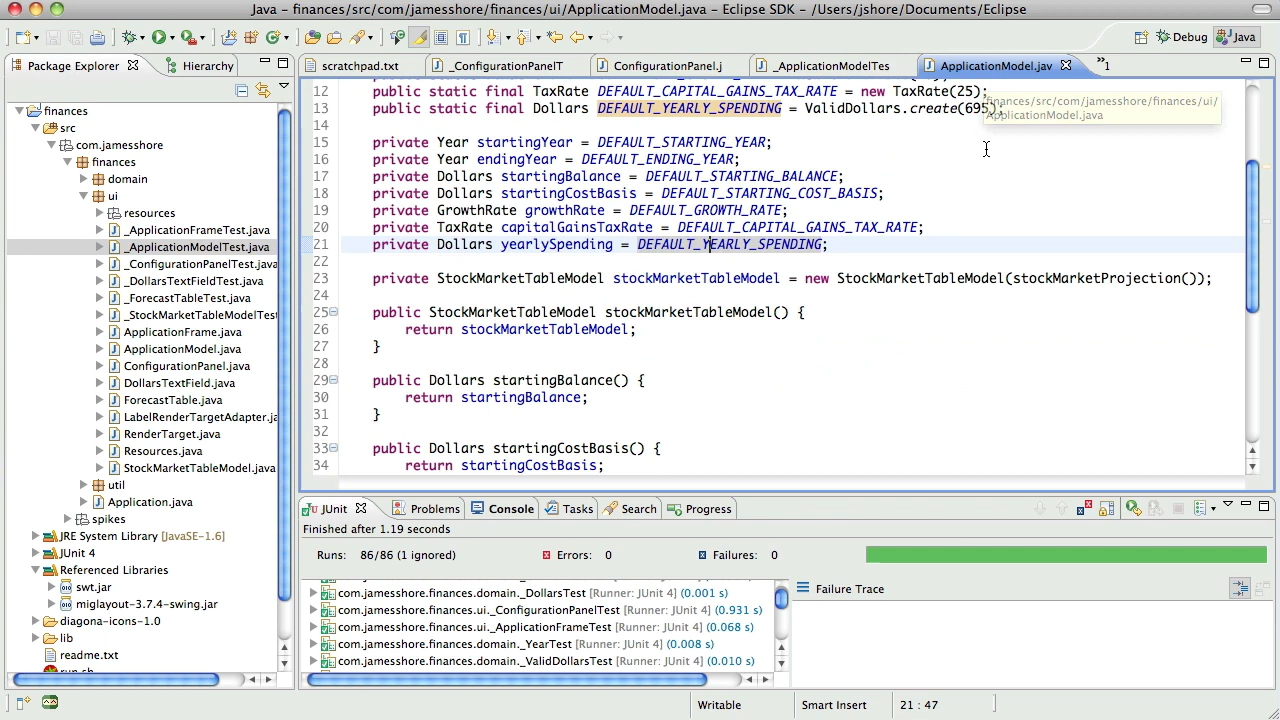 Java – finances/src/com/jamesshore/finances/ui/ApplicationModel.java – Eclipse SDK – /Users/jshore/Documents/Eclipse
Debug
Java
Package Explorer
Hierarchy
finances
src
com.jamesshore
finances
domain
ui
resources
_ApplicationFrameTest.java
_ApplicationModelTest.java
_ConfigurationPanelTest.java
_DollarsTextFieldTest.java
_ForecastTableTest.java
_StockMarketTableModelTest
ApplicationFrame.java
ApplicationModel.java
ConfigurationPanel.java
DollarsTextField.java
ForecastTable.java
LabelRenderTargetAdapter.ja
RenderTarget.java
Resources.java
StockMarketTableModel.java
util
Application.java
spikes
JRE System Library [JavaSE-1.6]
JUnit 4
Referenced Libraries
swt.jar
miglayout-3.7.4-swing.jar
diagona-icons-1.0
lib
readme.txt
run.sh
scratchpad.txt
_ConfigurationPanelT
ConfigurationPanel.j
_ApplicationModelTes
ApplicationModel.jav
»1
12 public static final TaxRate DEFAULT_CAPITAL_GAINS_TAX_RATE = new TaxRate(25);
13 public static final Dollars DEFAULT_YEARLY_SPENDING = ValidDollars.create(695);
finances/src/com/jamesshore/finances/ui/
ApplicationModel.java
14
15 private Year startingYear = DEFAULT_STARTING_YEAR;
16 private Year endingYear = DEFAULT_ENDING_YEAR;
17 private Dollars startingBalance = DEFAULT_STARTING_BALANCE;
18 private Dollars startingCostBasis = DEFAULT_STARTING_COST_BASIS;
19 private GrowthRate growthRate = DEFAULT_GROWTH_RATE;
20 private TaxRate capitalGainsTaxRate = DEFAULT_CAPITAL_GAINS_TAX_RATE;
21 private Dollars yearlySpending = DEFAULT_YEARLY_SPENDING;
22
23 private StockMarketTableModel stockMarketTableModel = new StockMarketTableModel(stockMarketProjection());
24
25 public StockMarketTableModel stockMarketTableModel() {
26 return stockMarketTableModel;
27 }
28
29 public Dollars startingBalance() {
30 return startingBalance;
31 }
32
33 public Dollars startingCostBasis() {
34 return startingCostBasis;
JUnit
Problems
Console
Tasks
Search
Progress
Finished after 1.19 seconds
Runs: 86/86 (1 ignored)
Errors: 0
Failures: 0
com.jamesshore.finances.domain._DollarsTest [Runner: JUnit 4] (0.001 s)
com.jamesshore.finances.ui._ConfigurationPanelTest [Runner: JUnit 4] (0.931 s)
com.jamesshore.finances.ui._ApplicationFrameTest [Runner: JUnit 4] (0.068 s)
com.jamesshore.finances.domain._YearTest [Runner: JUnit 4] (0.008 s)
com.jamesshore.finances.domain._ValidDollarsTest [Runner: JUnit 4] (0.010 s)
Failure Trace
Writable
Smart Insert
21 : 47